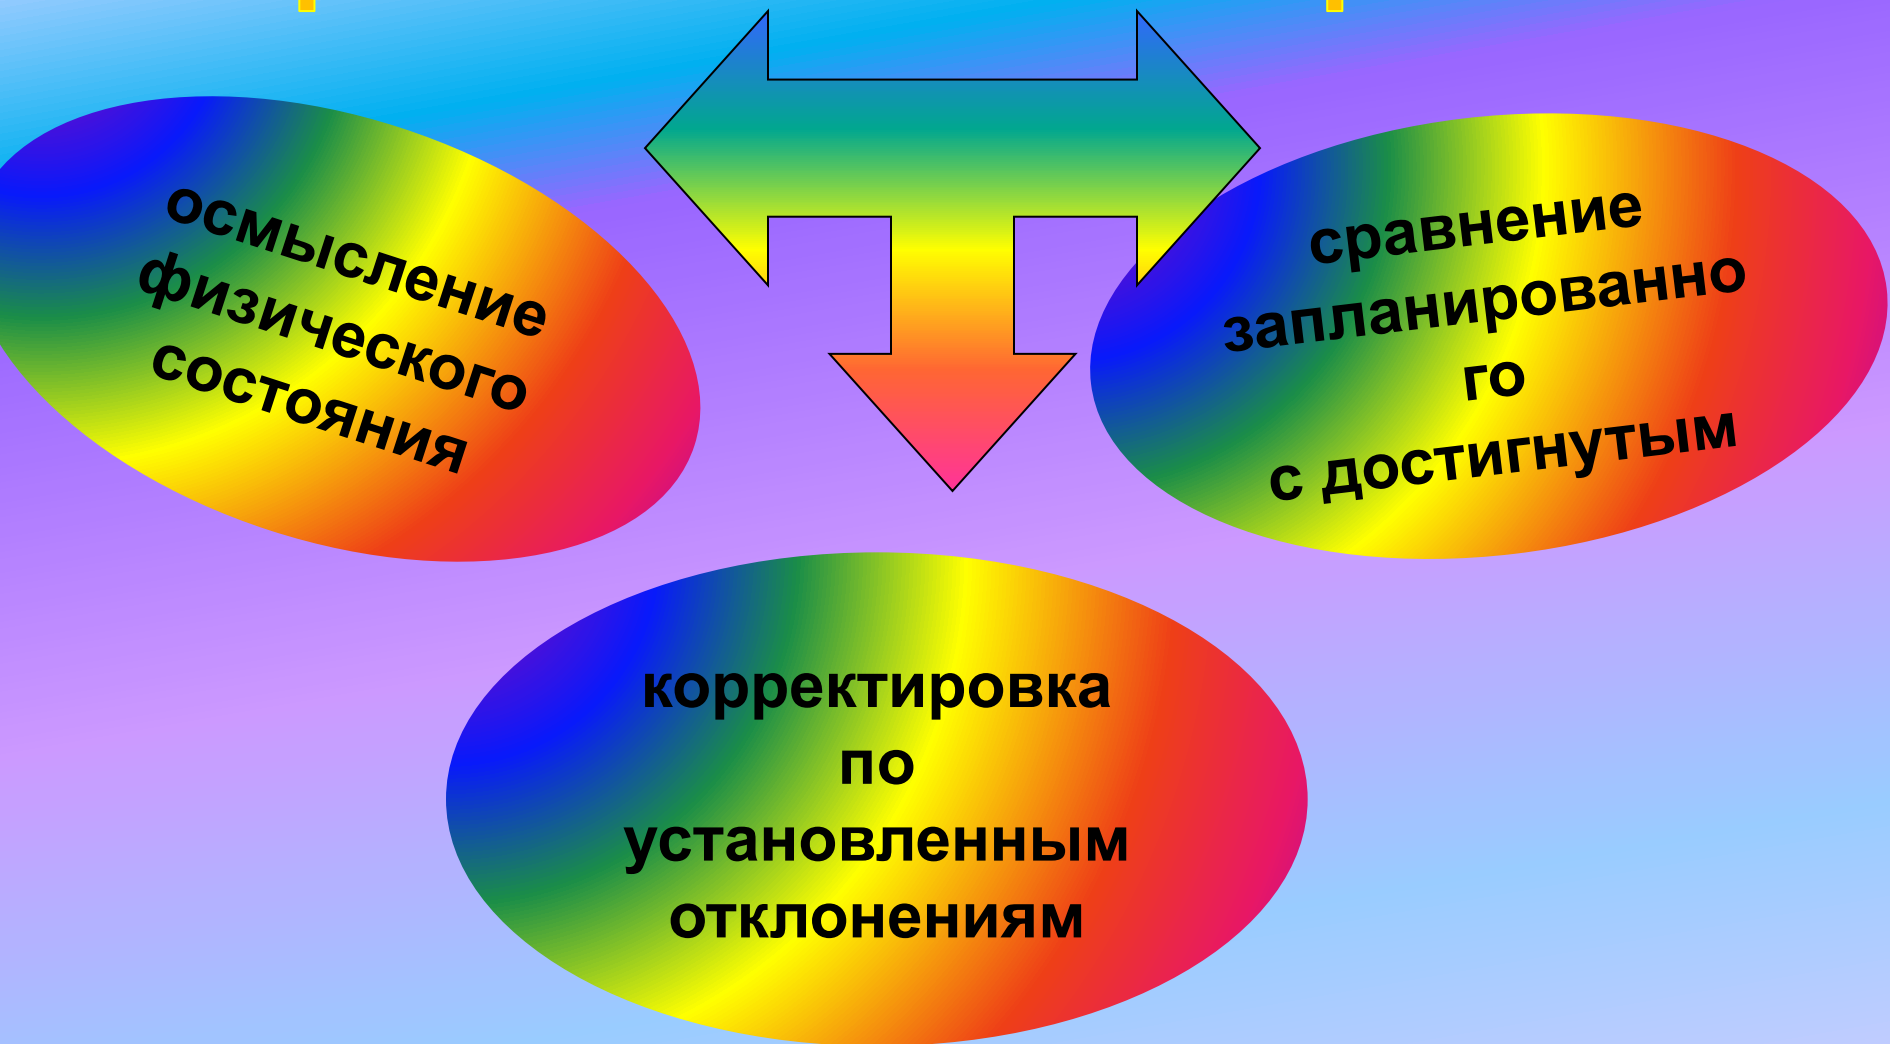 осмысление
физического
состояния
сравнение
запланированно
го
с достигнутым
корректировка
по
установленным
отклонениям